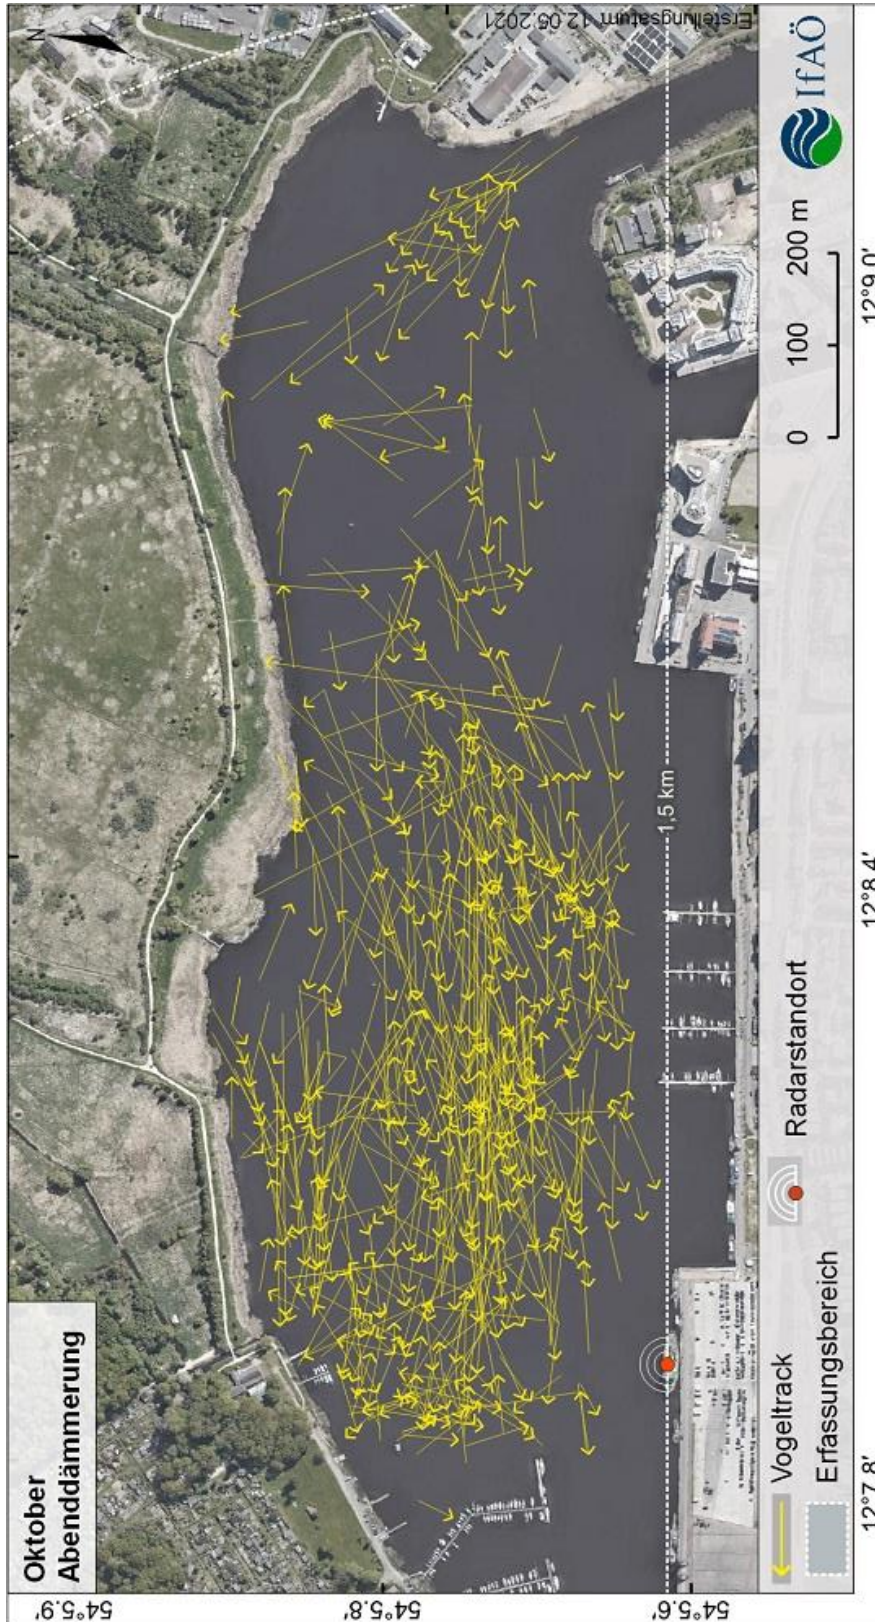 Oktober
Abenddämmerung
N
Erstellungsatum: 12.05.2021
54°5.9'
54°5.8'
54°5.6'
1,5 km
Vogeltrack
Erfassungsbereich
Radarstandort
0 100 200 m
IfAÖ
12°7.8'
12°8.4'
12°9.0'